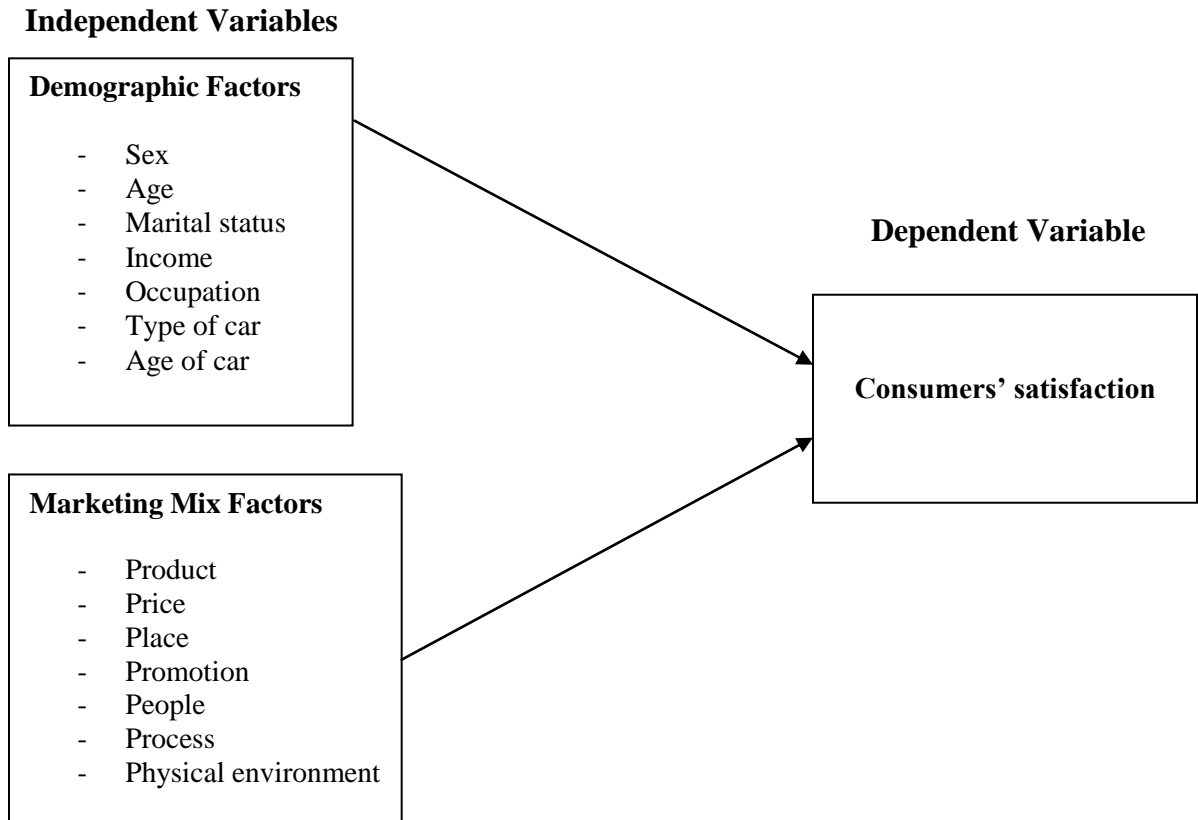 Independent Variables
Demographic Factors
- Sex
- Age
- Marital status
- Income
- Occupation
- Type of car
- Age of car
Marketing Mix Factors
- Product
- Price
- Place
- Promotion
- People
- Process
- Physical environment
Dependent Variable
Consumers’ satisfaction